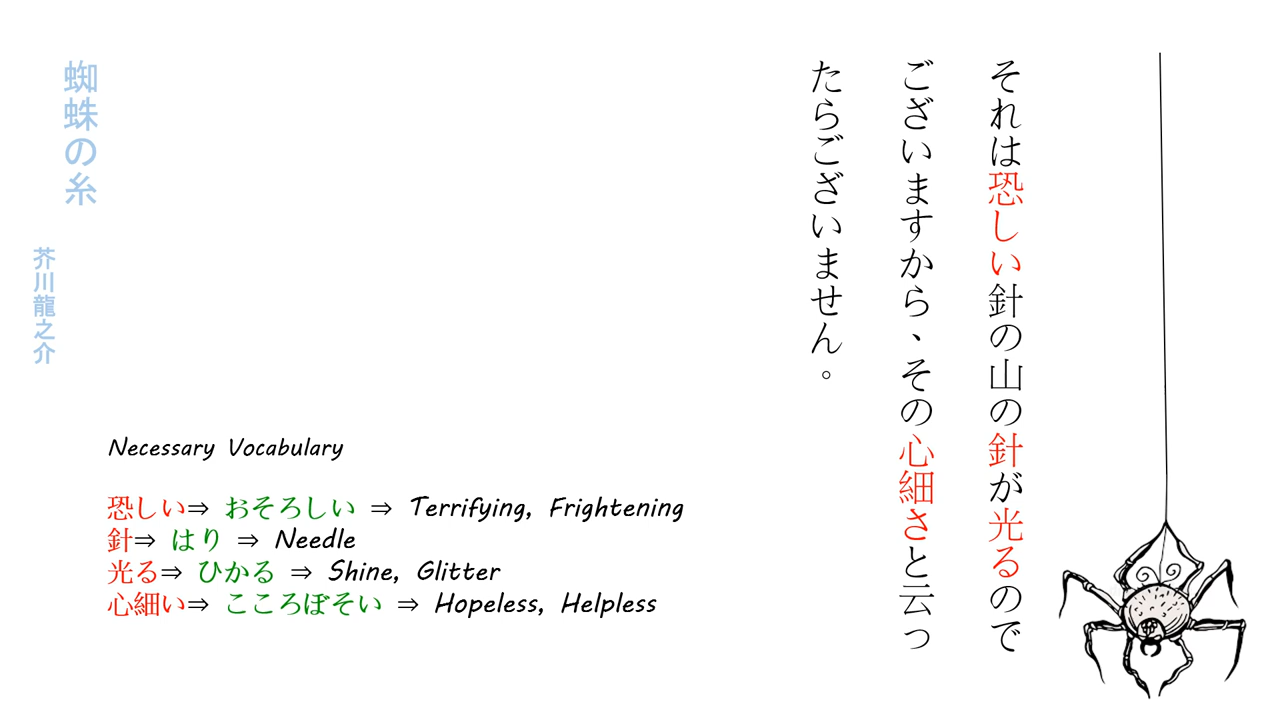 それは恐しい針の山の針が光るので
ございますから、その心細さと云っ
たらございません。
蜘蛛の糸
芥川龍之介
Necessary Vocabulary
恐しい⇒ おそろしい ⇒ Terrifying, Frightening
針⇒ はり ⇒ Needle
光る⇒ ひかる ⇒ Shine, Glitter
心細い⇒ こころぼそい ⇒ Hopeless, Helpless